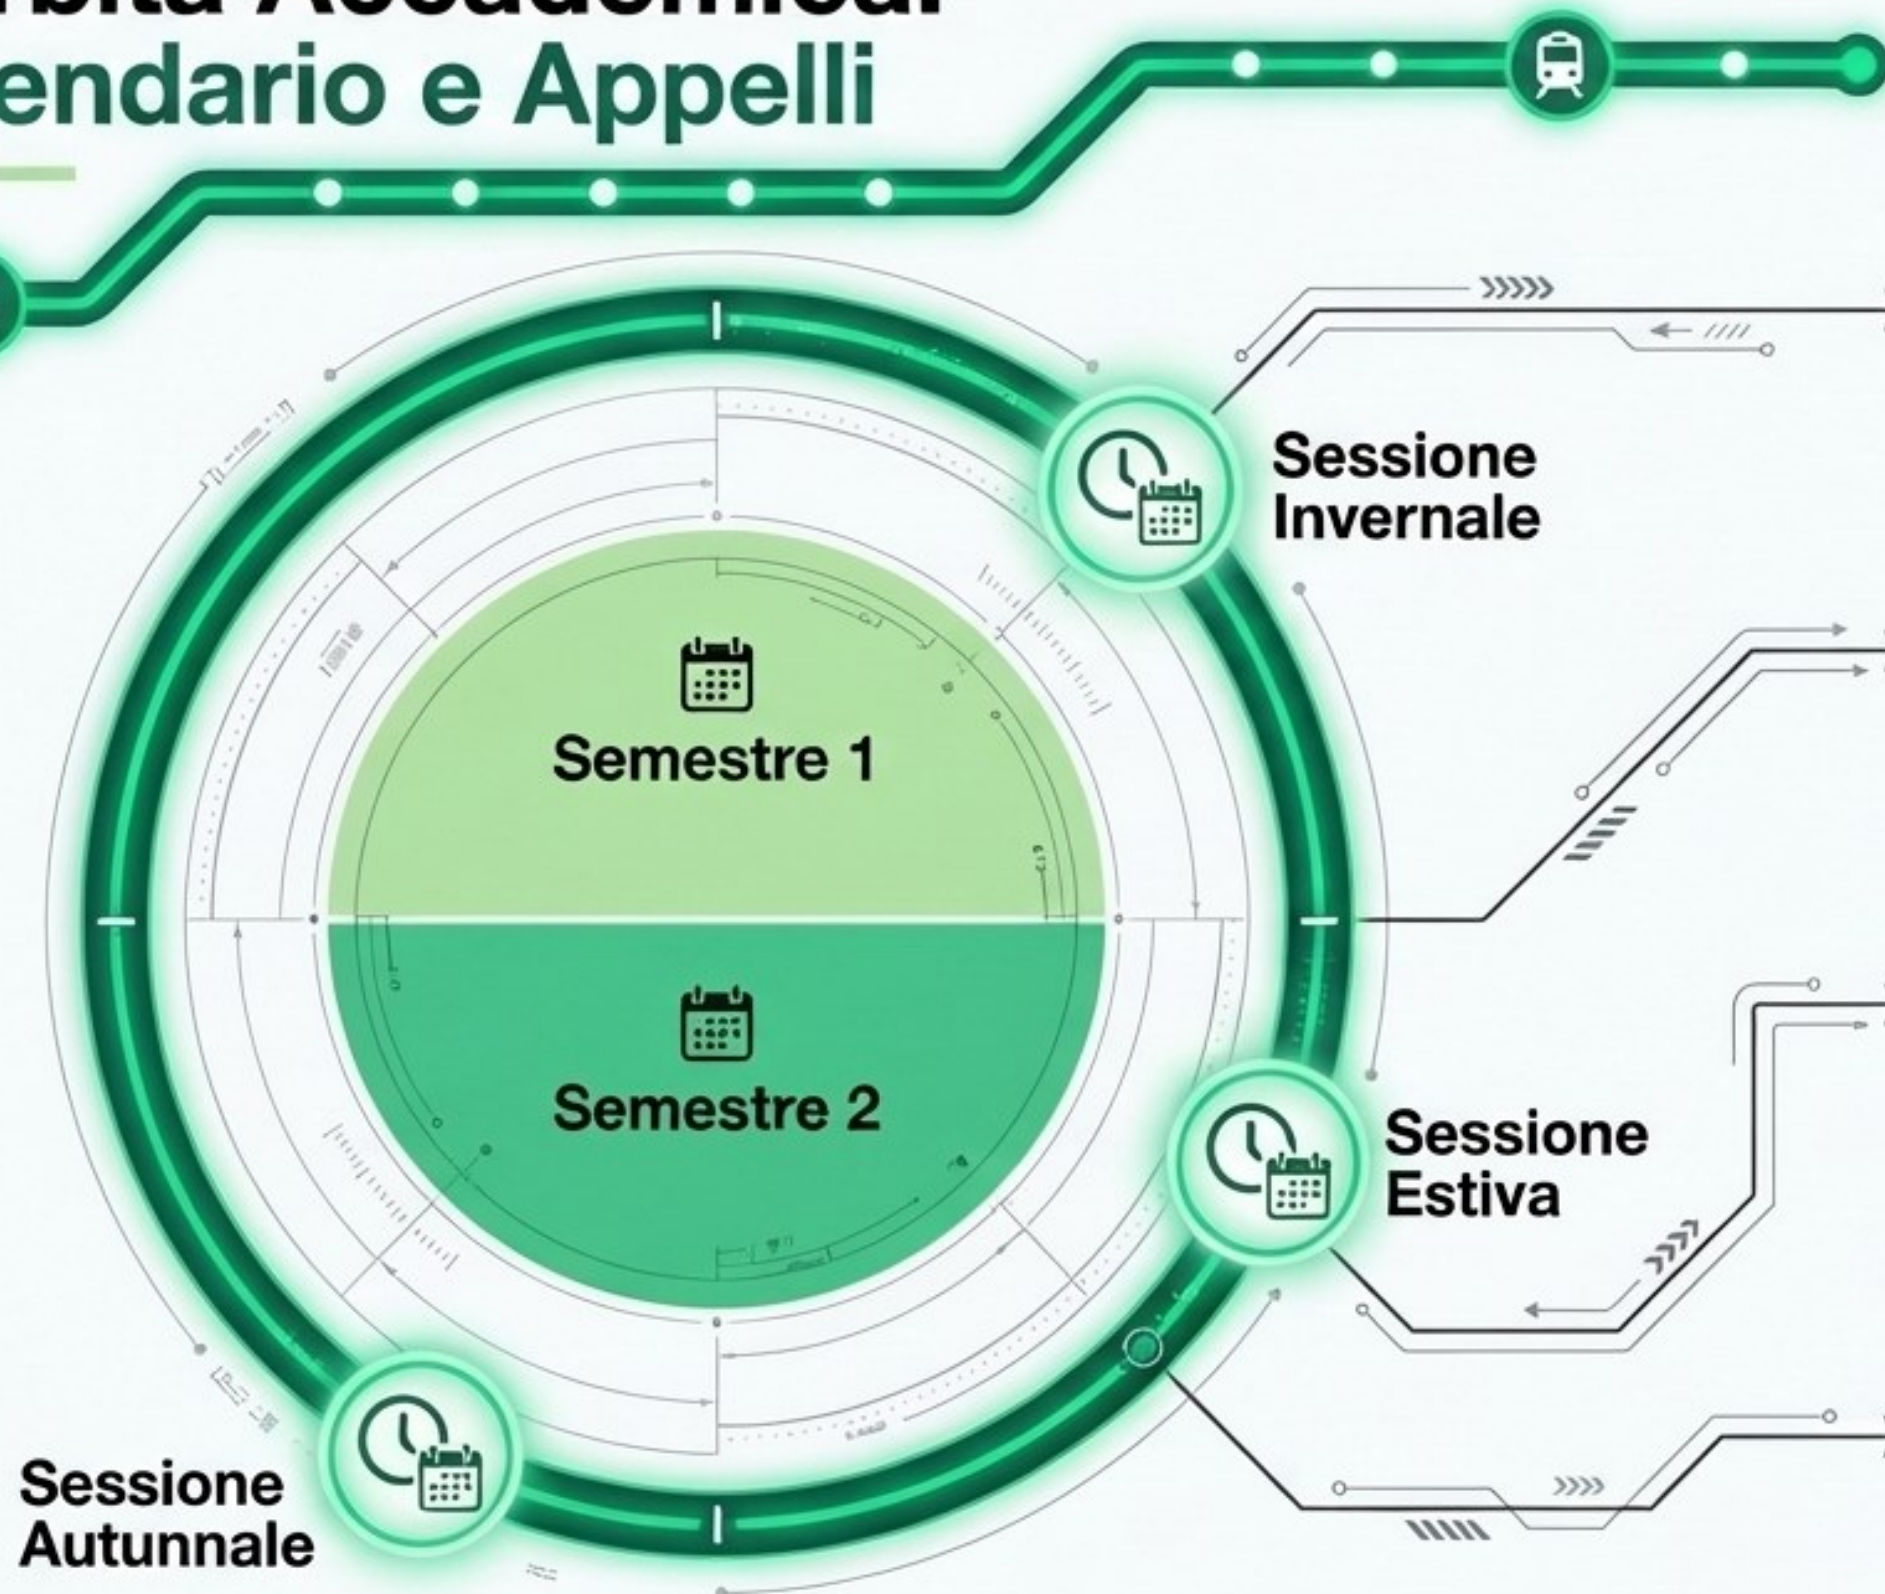 endario e Appelli
Sessione
Invernale
Semestre 1
Semestre 2
Sessione
Estiva
Sessione
Autunnale